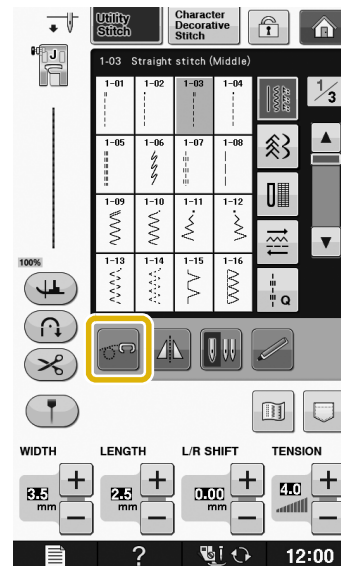 Utility
Stitch
Character
Decorative
Stitch
J
1-03 Straight stitch (Middle)
1-01 1-02 1-03 1-04
1/3
1-05 1-06 1-07 1-08
1-09 1-10 1-11 1-12
1-13 1-14 1-15 1-16
100%
Q
WIDTH LENGTH L/R SHIFT TENSION
3.5 mm + − 2.5 mm + − 0.00 mm + − 4.0 + −
? 12:00